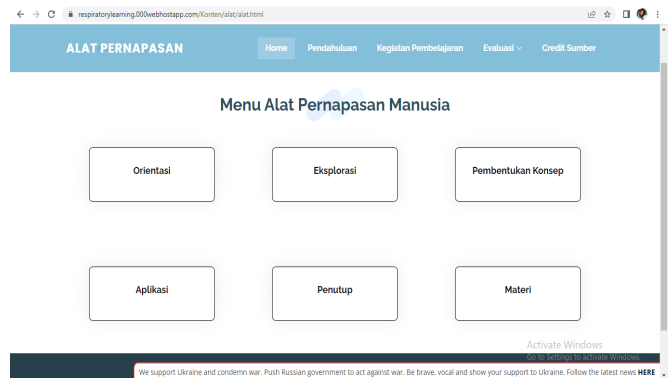 respiratorylearning.000webhostapp.com/Konten/alat/alat.html
ALAT PERNAPASAN Home Pendahuluan Kegiatan Pembelajaran Evaluasi Credit Sumber
Menu Alat Pernapasan Manusia
Orientasi Eksplorasi Pembentukan Konsep
Aplikasi Penutup Materi
Activate Windows
Go to Settings to activate Windows.
We support Ukraine and condemn war. Push Russian government to act against war. Be brave, vocal and show your support to Ukraine. Follow the latest news HERE